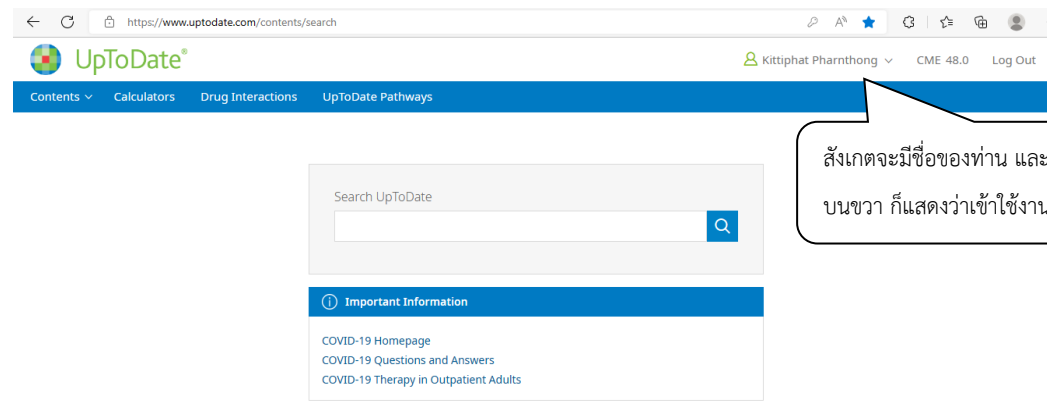 https://www.uptodate.com/contents/search
UpToDate®
Kittiphat Pharnthong CME 48.0 Log Out
Contents Calculators Drug Interactions UpToDate Pathways
สังเกตจะมีชื่อของท่าน และ
บนขวา ก็แสดงว่าเข้าใช้งาน
Search UpToDate
Important Information
COVID-19 Homepage
COVID-19 Questions and Answers
COVID-19 Therapy in Outpatient Adults